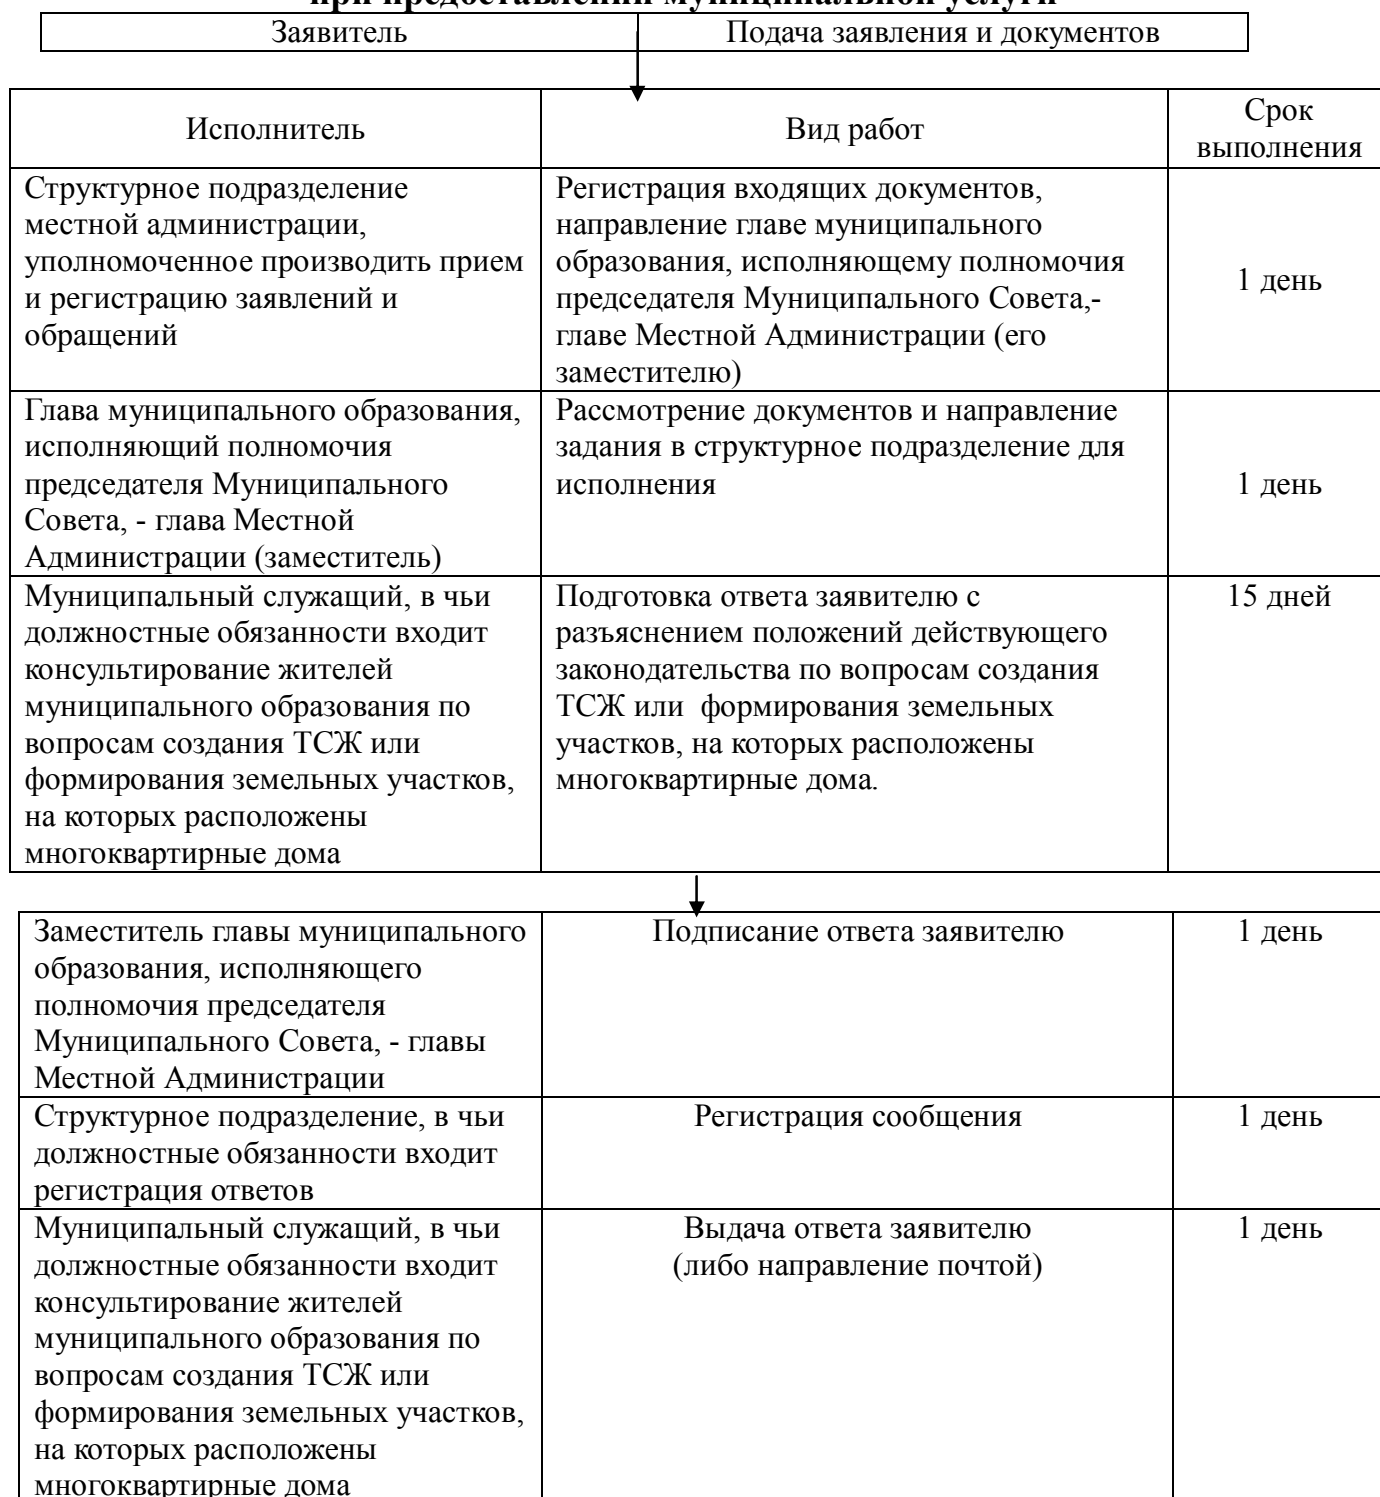 при предоставлении муниципальной услуги
Заявитель
Подача заявления и документов
Исполнитель
Вид работ
Срок
выполнения
Структурное подразделение
местной администрации,
уполномоченное производить прием
и регистрацию заявлений и
обращений
Регистрация входящих документов,
направление главе муниципального
образования, исполняющему полномочия
председателя Муниципального Совета,-
главе Местной Администрации (его
заместителю)
1 день
Глава муниципального образования,
исполняющий полномочия
председателя Муниципального
Совета, - глава Местной
Администрации (заместитель)
Рассмотрение документов и направление
задания в структурное подразделение для
исполнения
1 день
Муниципальный служащий, в чьи
должностные обязанности входит
консультирование жителей
муниципального образования по
вопросам создания ТСЖ или
формирования земельных участков,
на которых расположены
многоквартирные дома
Подготовка ответа заявителю с
разъяснением положений действующего
законодательства по вопросам создания
ТСЖ или  формирования земельных
участков, на которых расположены
многоквартирные дома.
15 дней
Заместитель главы муниципального
образования, исполняющего
полномочия председателя
Муниципального Совета, - главы
Местной Администрации
Подписание ответа заявителю
1 день
Структурное подразделение, в чьи
должностные обязанности входит
регистрация ответов
Регистрация сообщения
1 день
Муниципальный служащий, в чьи
должностные обязанности входит
консультирование жителей
муниципального образования по
вопросам создания ТСЖ или
формирования земельных участков,
на которых расположены
многоквартирные дома
Выдача ответа заявителю
(либо направление почтой)
1 день